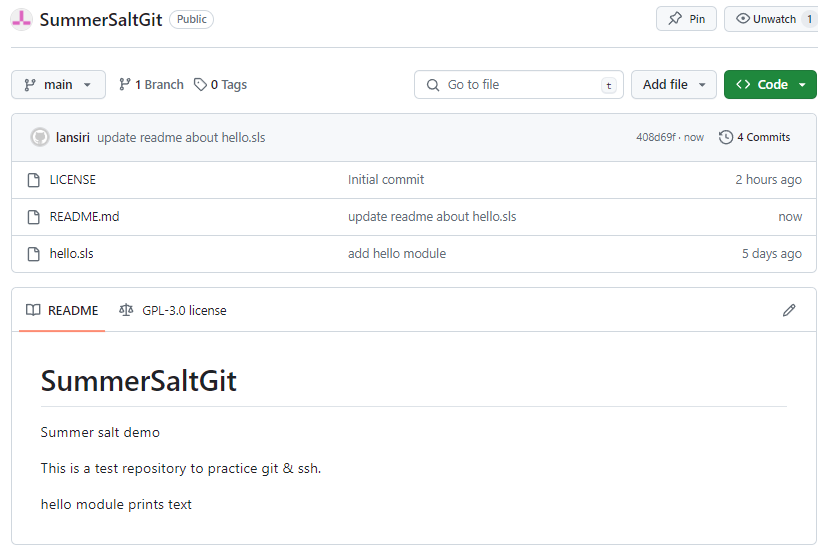 SummerSaltGit Public Pin Unwatch 1
main 1 Branch 0 Tags Go to file t Add file Code
lansiri update readme about hello.sls 408d69f · now 4 Commits
LICENSE Initial commit 2 hours ago
README.md update readme about hello.sls now
hello.sls add hello module 5 days ago
README GPL-3.0 license
SummerSaltGit
Summer salt demo
This is a test repository to practice git & ssh.
hello module prints text